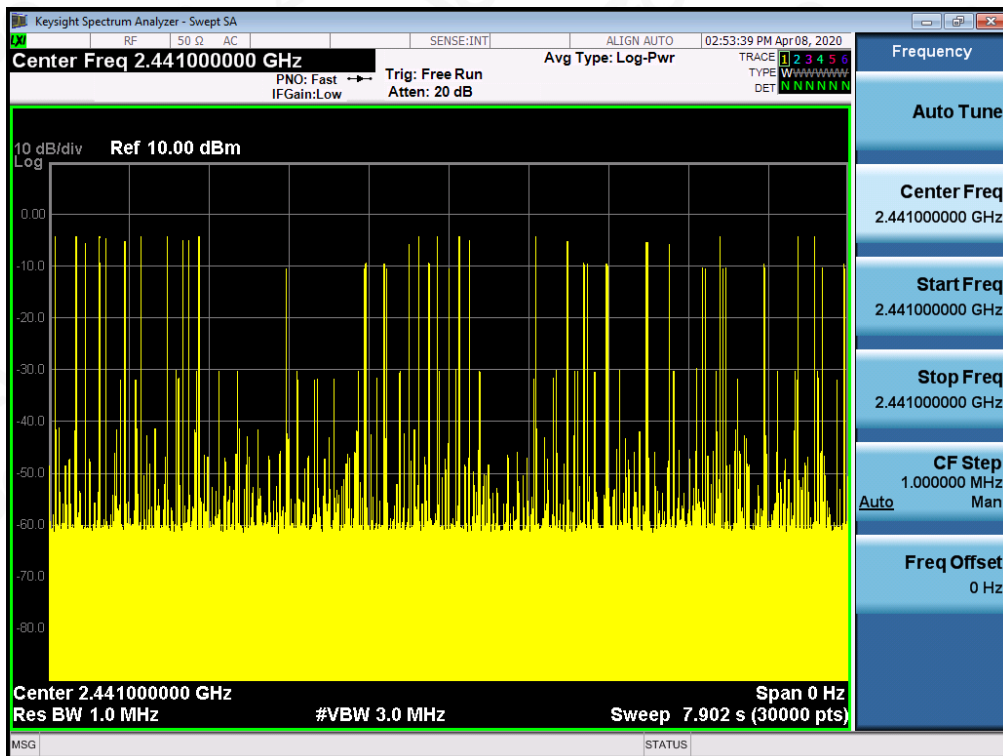 Keysight Spectrum Analyzer - Swept SA
LXI RF 50 Ω AC SENSE:INT ALIGN AUTO 02:53:39 PM Apr 08, 2020
Center Freq 2.441000000 GHz
PNO: Fast
IFGain:Low
Trig: Free Run
Atten: 20 dB
Avg Type: Log-Pwr
TRACE 1 2 3 4 5 6
TYPE WWWWWW
DET N N N N N N
10 dB/div
Log
Ref 10.00 dBm
0.00
-10.0
-20.0
-30.0
-40.0
-50.0
-60.0
-70.0
-80.0
Center 2.441000000 GHz
Span 0 Hz
Res BW 1.0 MHz
#VBW 3.0 MHz
Sweep 7.902 s (30000 pts)
MSG
STATUS
Frequency
Auto Tune
Center Freq
2.441000000 GHz
Start Freq
2.441000000 GHz
Stop Freq
2.441000000 GHz
CF Step
1.000000 MHz
Auto Man
Freq Offset
0 Hz